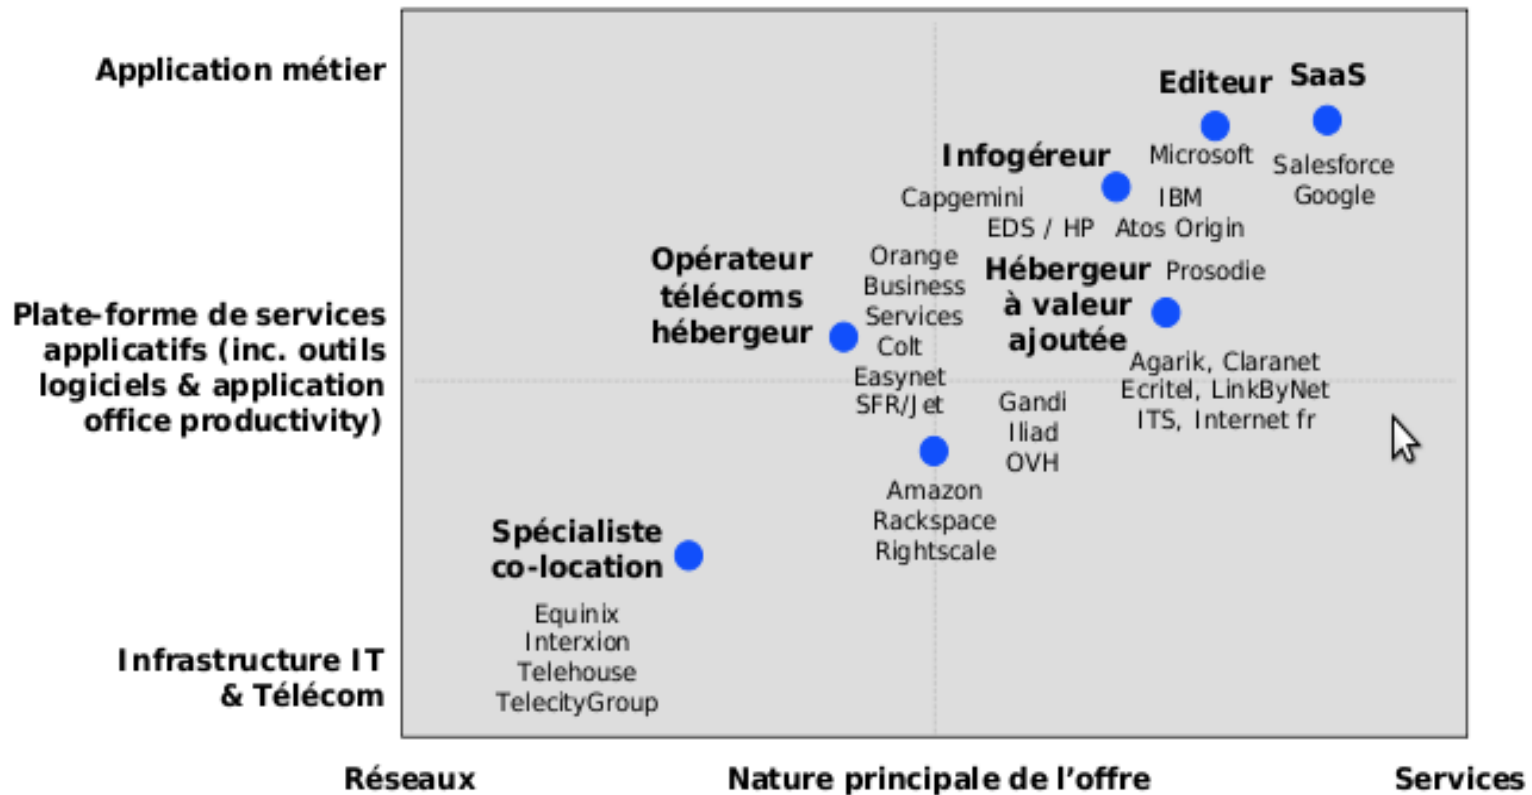 Application métier
Editeur
SaaS
Microsoft
Salesforce
Google
Infogéreur
Capgemini
IBM
EDS / HP
Atos Origin
Opérateur
télécoms
hébergeur
Orange
Business
Services
Colt
Easynet
SFR/Jet
Hébergeur
à valeur
ajoutée
Prosodie
Agarik, Claranet
Ecritel, LinkByNet
ITS, Internet fr
Plate-forme de services
applicatifs (inc. outils
logiciels & application
office productivity)
Gandi
Iliad
OVH
Amazon
Rackspace
Rightscale
Spécialiste
co-location
Equinix
Interxion
Telehouse
TelecityGroup
Infrastructure IT
& Télécom
Réseaux
Nature principale de l’offre
Services